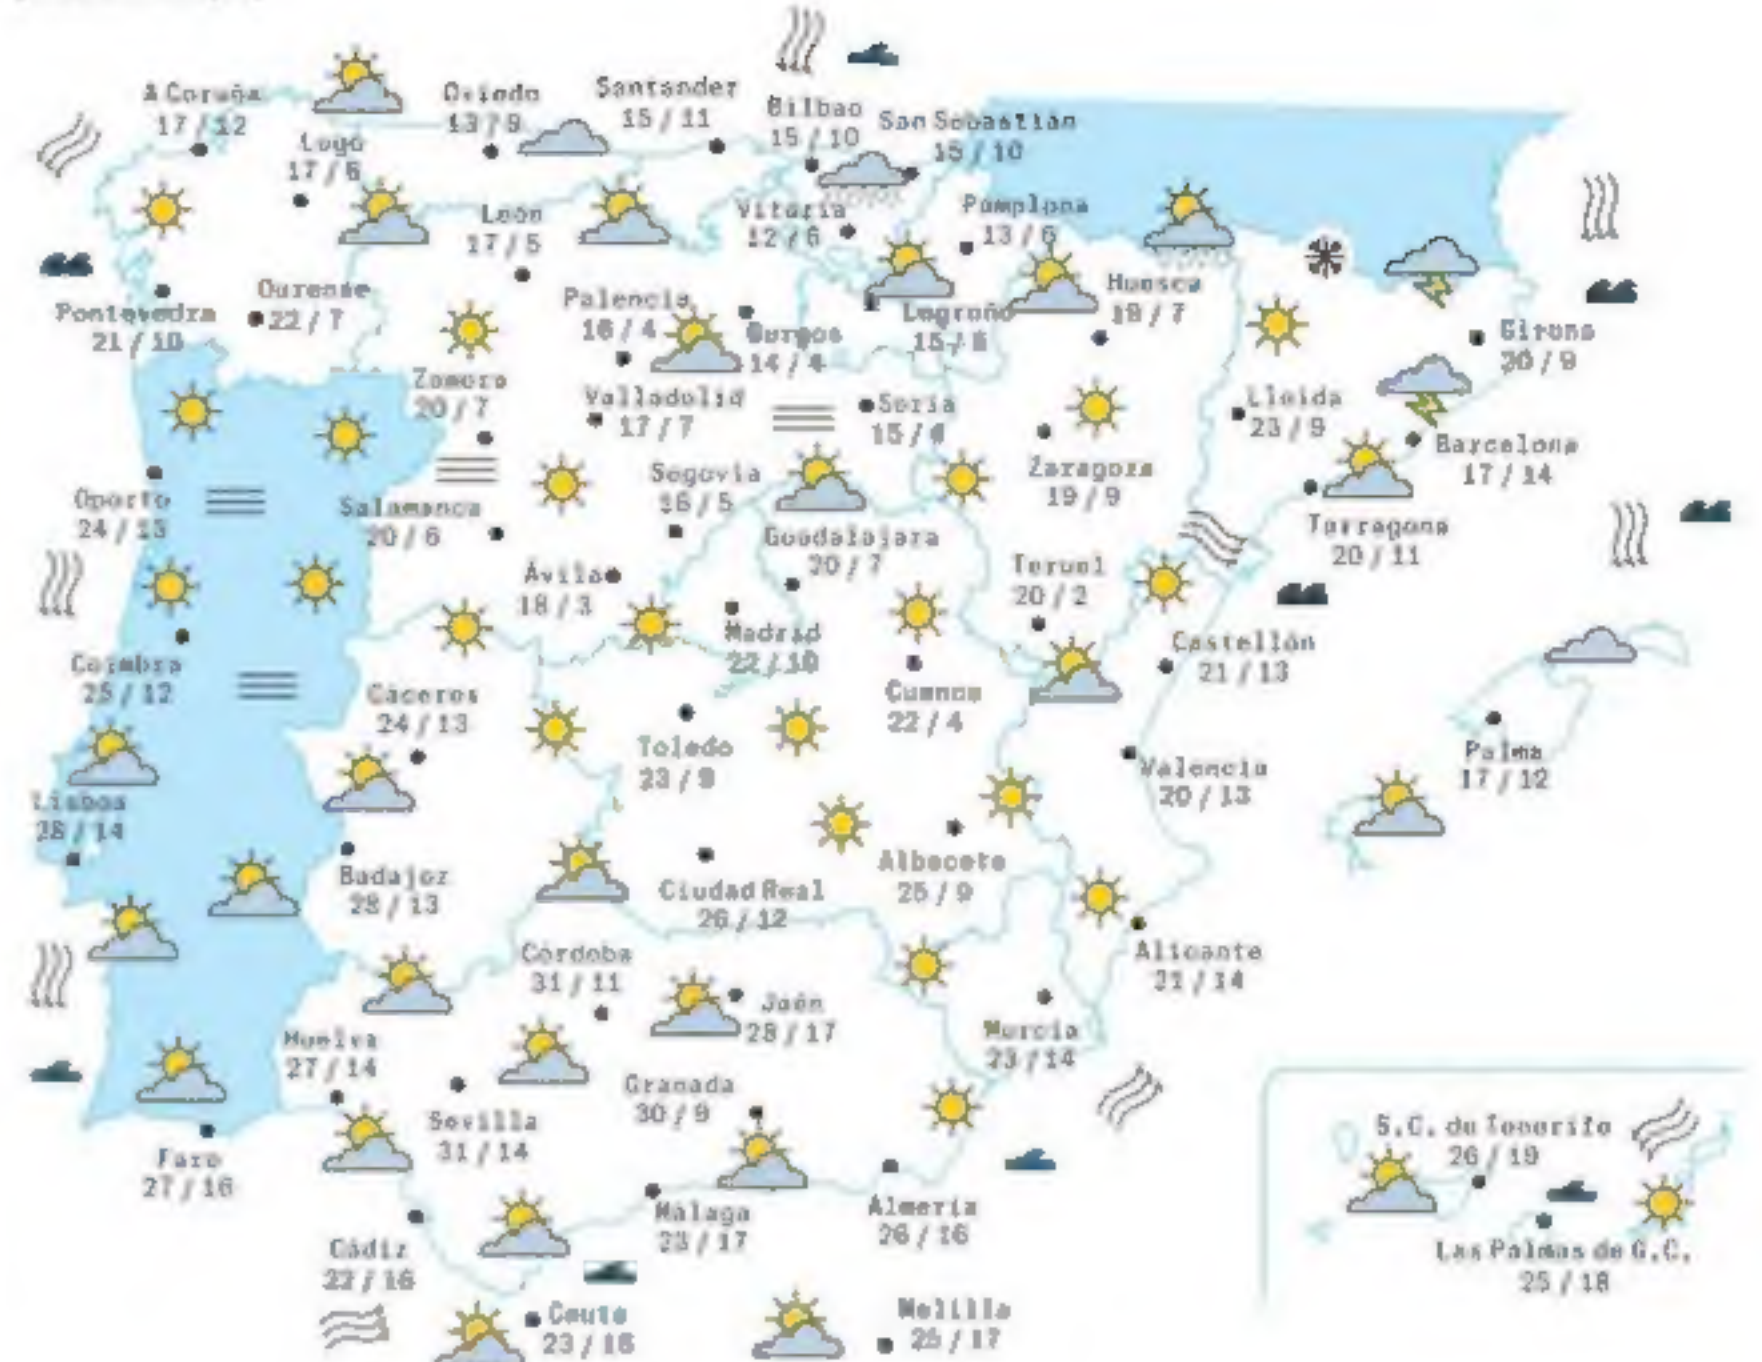 A Coruña
17 / 12
Oviedo
13 / 9
Santander
15 / 11
Bilbao
15 / 10
San Sebastián
15 / 10
Lugo
17 / 6
León
17 / 5
Vitoria
12 / 6
Pamplona
13 / 6
Pontevedra
21 / 10
Ourense
22 / 7
Palencia
16 / 4
Burgos
14 / 4
Logroño
Huesca
19 / 7
Girona
20 / 9
Zamora
20 / 7
Valladolid
17 / 7
Soria
Lleida
23 / 9
Barcelona
17 / 14
Oporto
24 / 13
Salamanca
20 / 6
Segovia
16 / 5
Guadalajara
20 / 7
Zaragoza
19 / 9
Tarragona
20 / 11
Ávila
18 / 3
Madrid
22 / 10
Teruel
20 / 2
Castellón
21 / 13
Coimbra
25 / 12
Cáceres
24 / 13
Toledo
23 / 9
Cuenca
22 / 4
Valencia
20 / 13
Palma
17 / 12
Lisboa
28 / 14
Badajoz
28 / 13
Ciudad Real
26 / 12
Albacete
25 / 9
Alicante
21 / 14
Córdoba
31 / 11
Jaén
28 / 17
Murcia
23 / 14
Huelva
27 / 14
Sevilla
31 / 14
Granada
30 / 9
Faro
27 / 16
Cádiz
22 / 16
Málaga
23 / 17
Almería
26 / 16
Ceuta
23 / 16
Melilla
25 / 17
S.C. de Tenerife
26 / 19
Las Palmas de G.C.
25 / 18